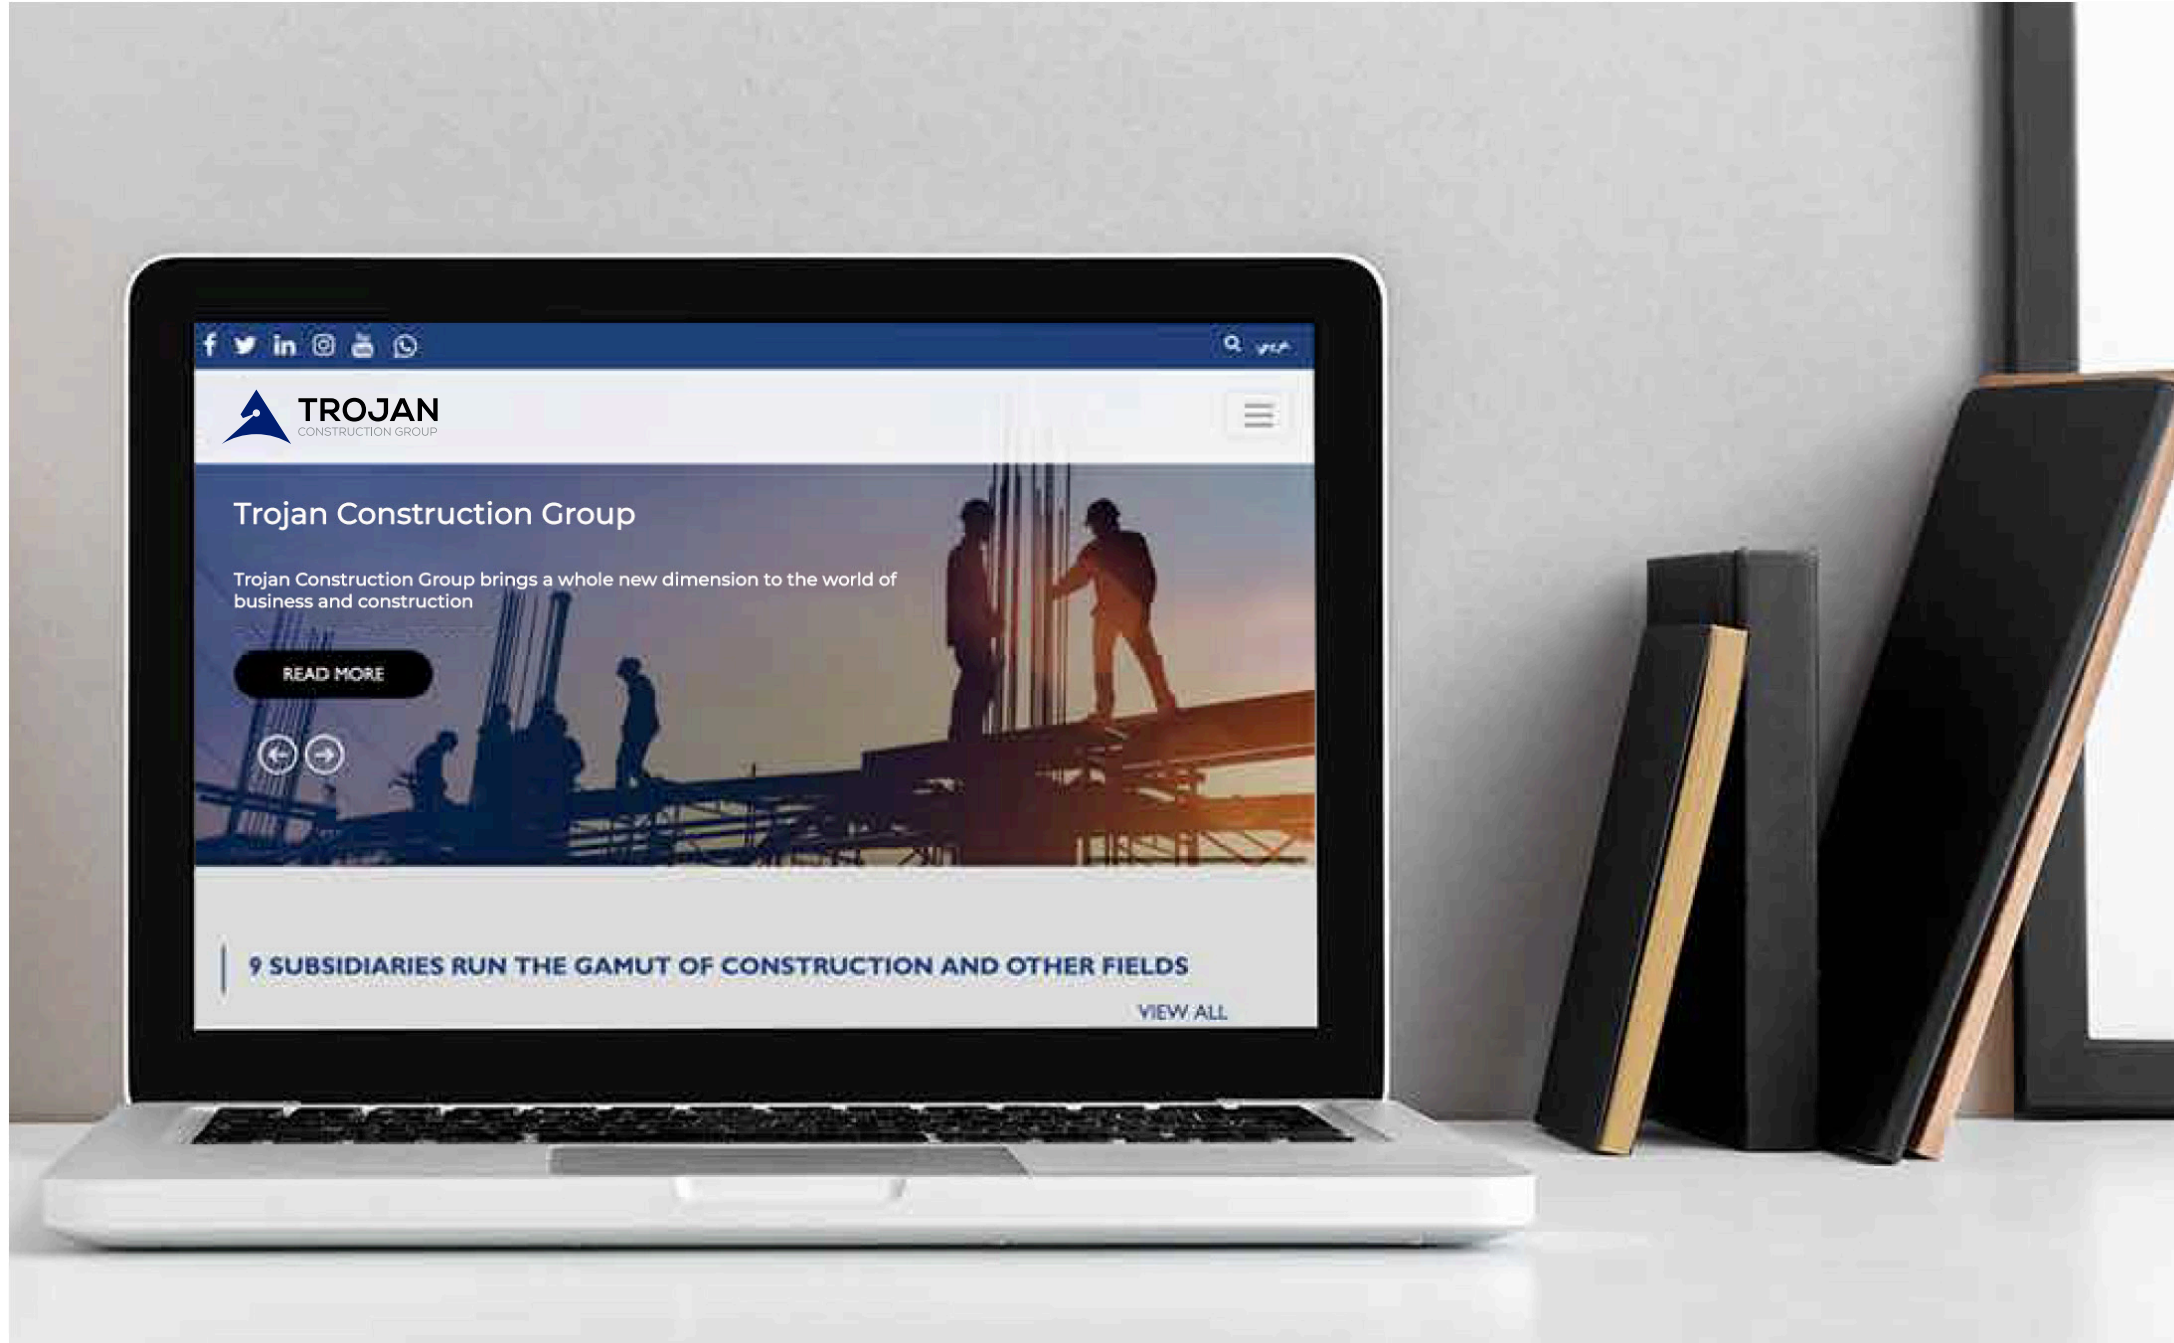 TROJAN
CONSTRUCTION GROUP
Trojan Construction Group
Trojan Construction Group brings a whole new dimension to the world of
business and construction
READ MORE
9 SUBSIDIARIES RUN THE GAMUT OF CONSTRUCTION AND OTHER FIELDS
VIEW ALL